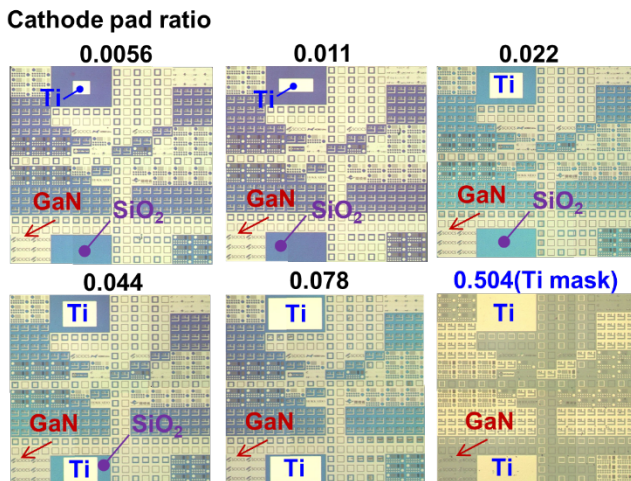 Cathode pad ratio
0.0056 0.011 0.022
Ti Ti Ti
GaN SiO₂ GaN SiO₂ GaN SiO₂
0.044 0.078 0.504(Ti mask)
Ti Ti Ti
GaN SiO₂ GaN GaN
Ti Ti Ti